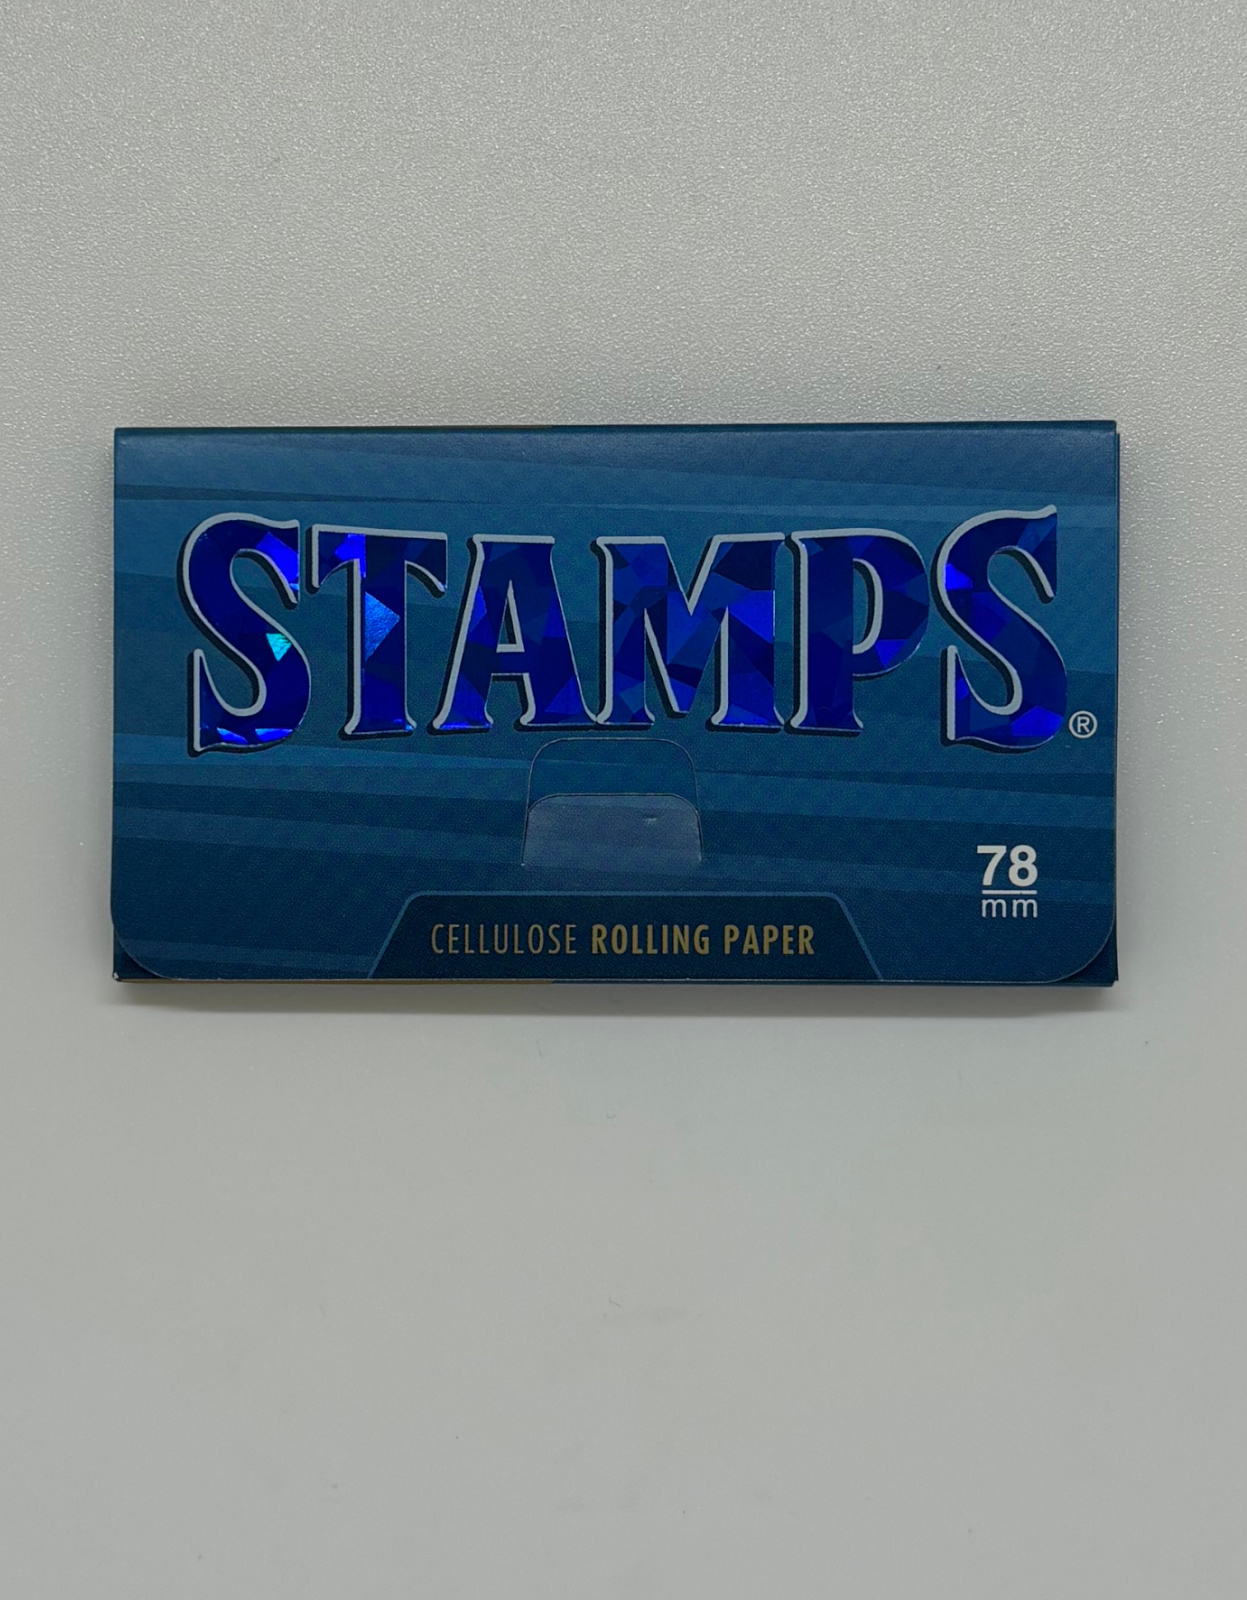 STAMPS®
78
mm
CELLULOSE ROLLING PAPER